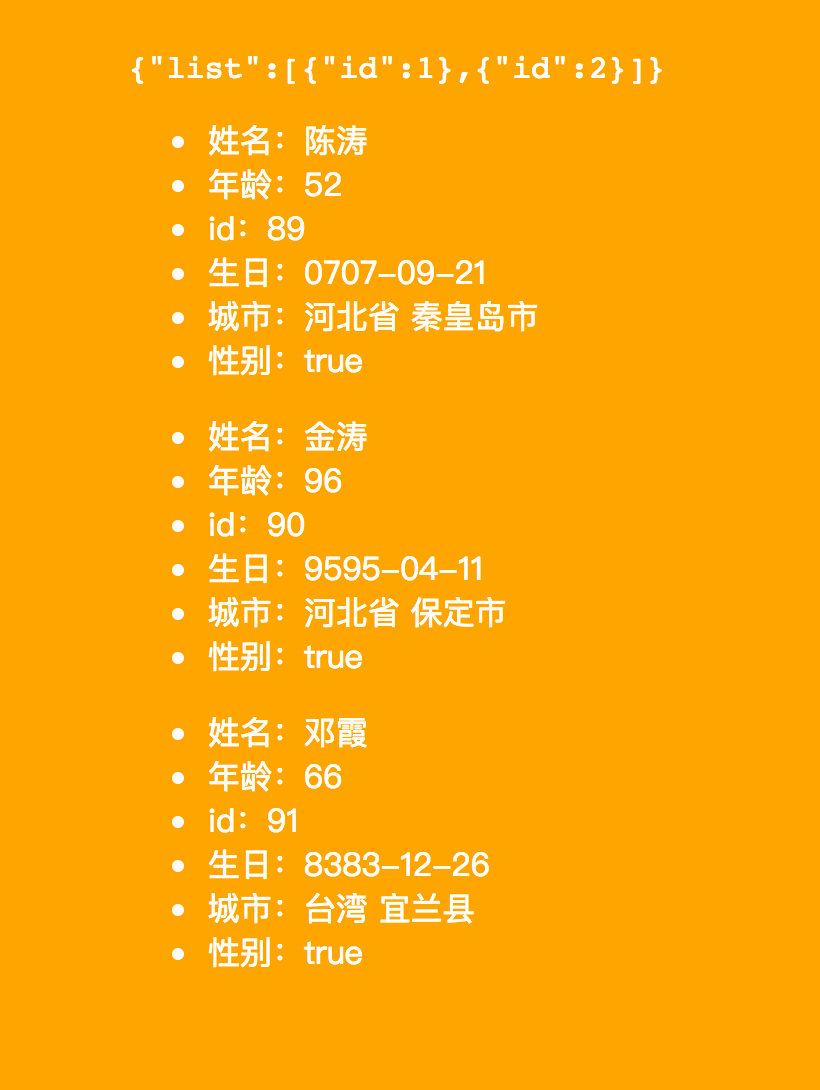 {"list":[{"id":1},{"id":2}]}
• 姓名：陈涛
• 年龄：52
• id：89
• 生日：0707-09-21
• 城市：河北省 秦皇岛市
• 性别：true
• 姓名：金涛
• 年龄：96
• id：90
• 生日：9595-04-11
• 城市：河北省 保定市
• 性别：true
• 姓名：邓霞
• 年龄：66
• id：91
• 生日：8383-12-26
• 城市：台湾 宜兰县
• 性别：true